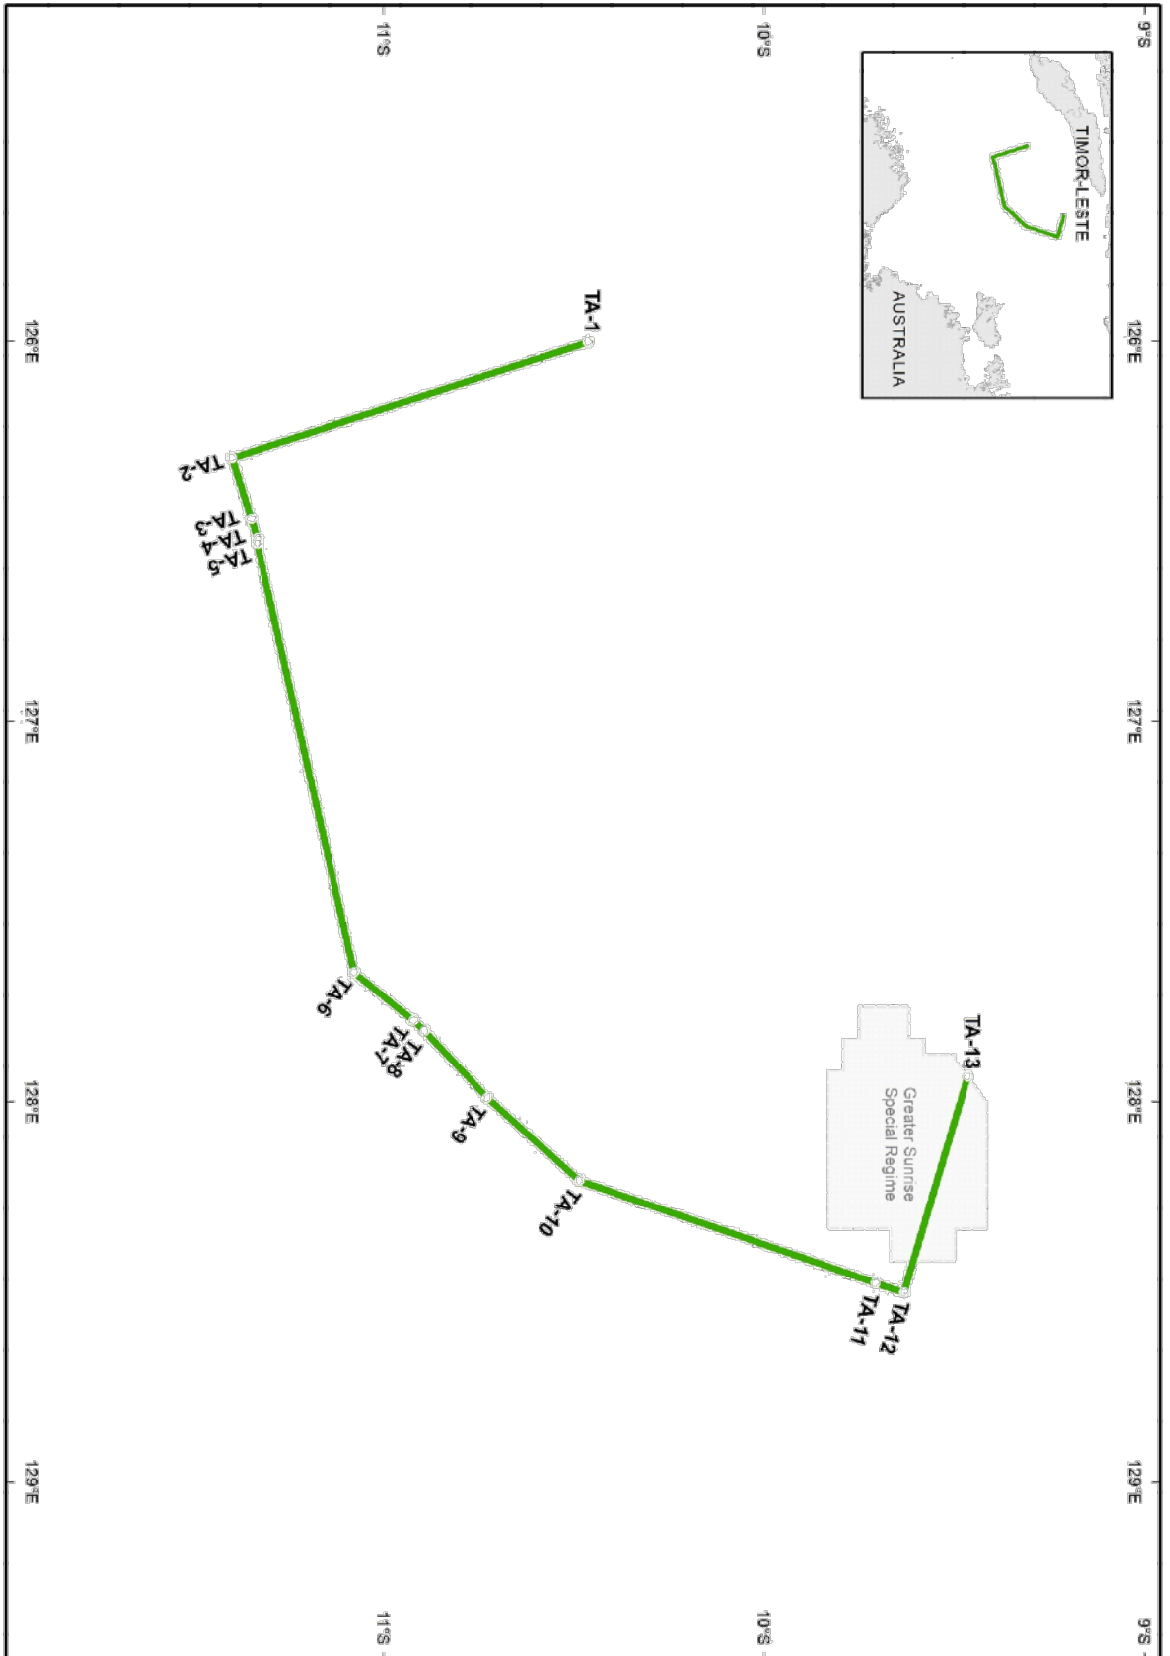 126°E
127°E
128°E
129°E
9°S
9°S
10°S
10°S
11°S
11°S
TIMOR-LESTE
AUSTRALIA
TA-1
TA-2
TA-3
TA-4
TA-5
TA-6
TA-7
TA-8
TA-9
TA-10
TA-11
TA-12
TA-13
Greater Sunrise
Special Regime
126°E
127°E
128°E
129°E